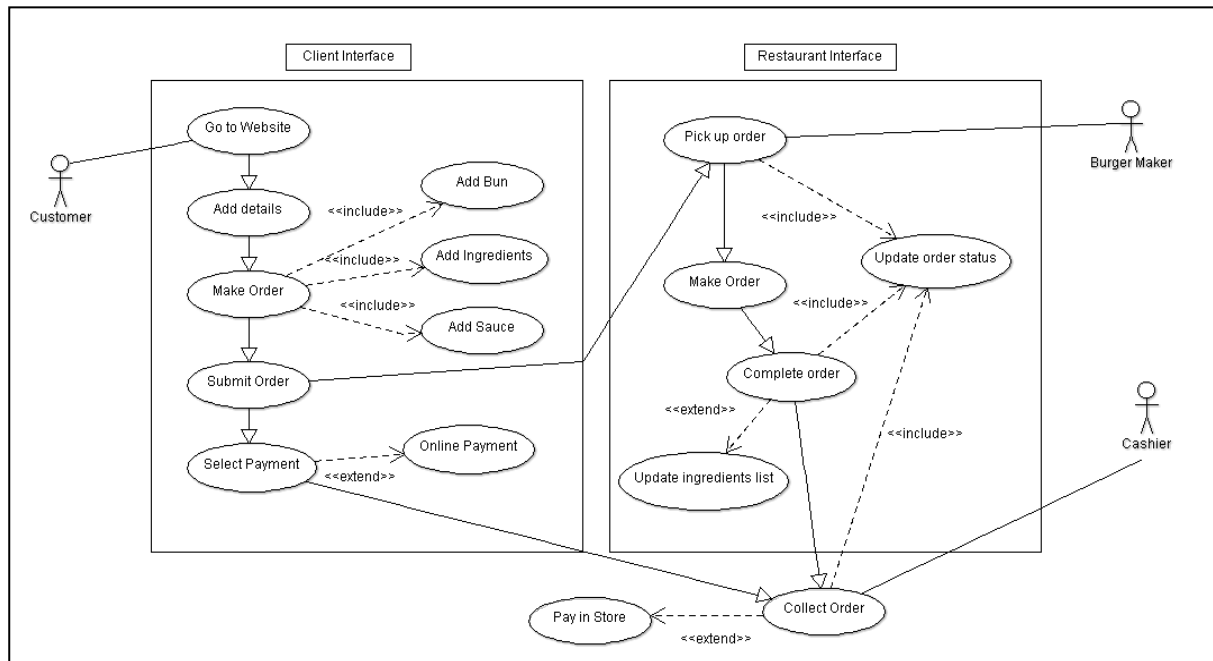 Client Interface
Restaurant Interface
Go to Website
Pick up order
Customer
Burger Maker
Add Bun
Add details
<<include>>
<<include>>
Add Ingredients
<<include>>
Update order status
Make Order
Make Order
<<include>>
<<include>>
Add Sauce
Submit Order
Complete order
<<extend>>
<<include>>
Cashier
Online Payment
Select Payment
<<extend>>
Update ingredients list
Pay in Store
Collect Order
<<extend>>